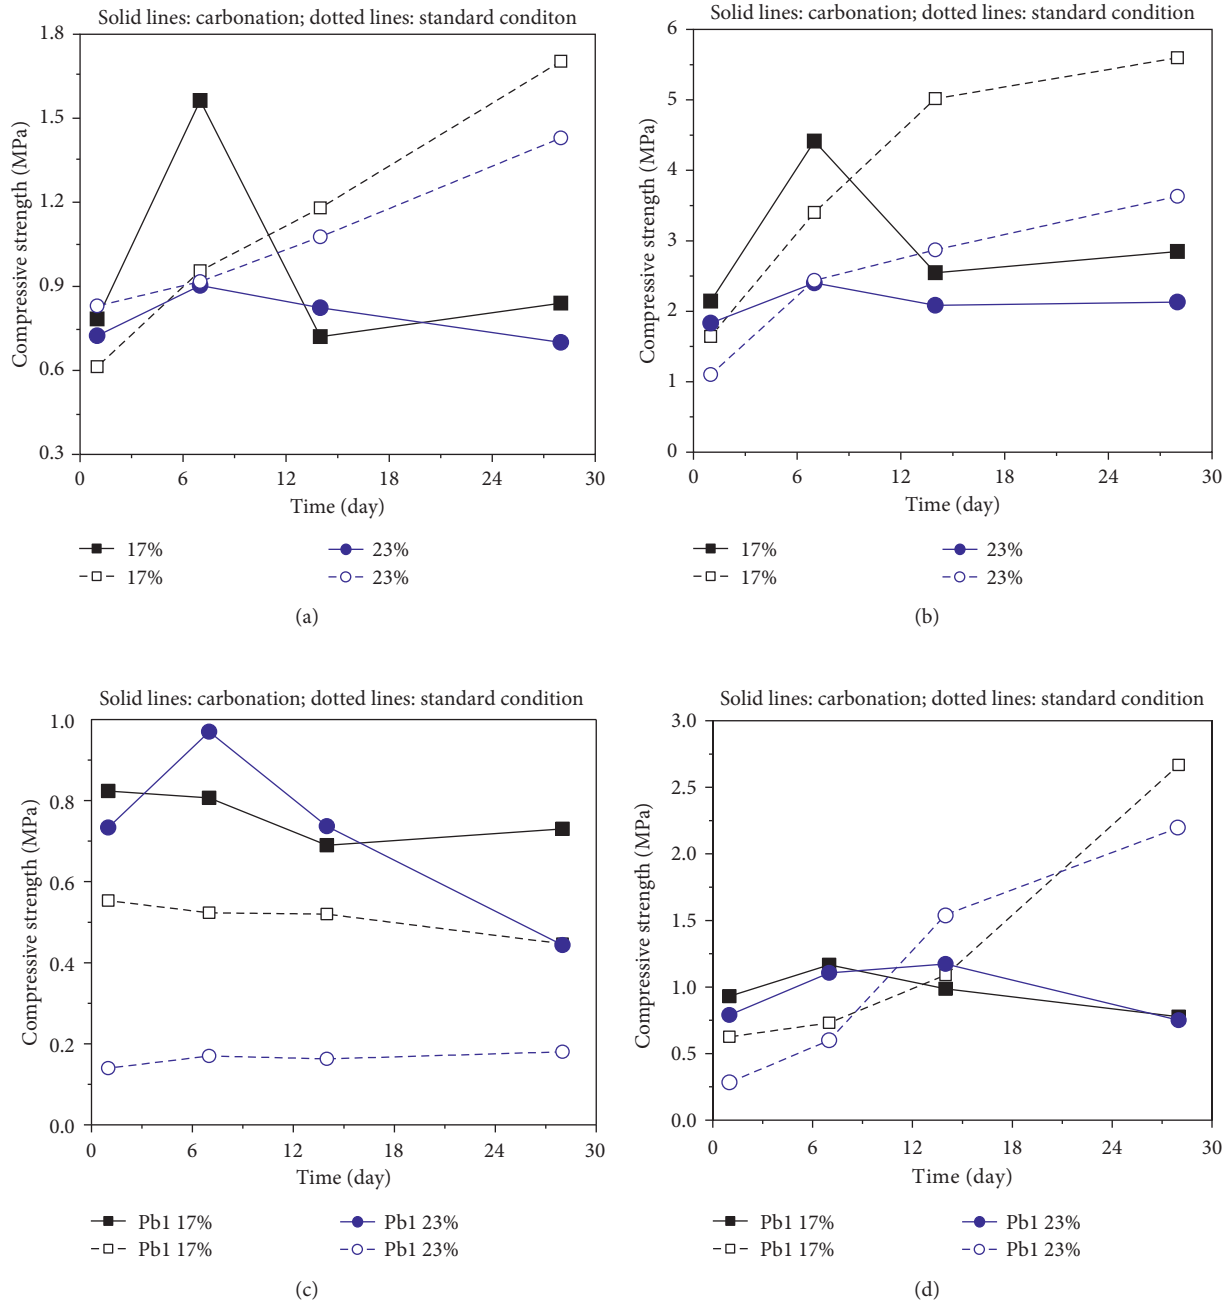 Solid lines: carbonation; dotted lines: standard conditon
1.8
1.5
1.2
0.9
0.6
0.3
Compressive strength (MPa)
0 6 12 18 24 30
Time (day)
17% 23%
17% 23%
(a)
Solid lines: carbonation; dotted lines: standard condition
6
5
4
3
2
1
0
Compressive strength (MPa)
0 6 12 18 24 30
Time (day)
17% 23%
17% 23%
(b)
Solid lines: carbonation; dotted lines: standard condition
1.0
0.8
0.6
0.4
0.2
0.0
Compressive strength (MPa)
0 6 12 18 24 30
Time (day)
Pb1 17% Pb1 23%
Pb1 17% Pb1 23%
(c)
Solid lines: carbonation; dotted lines: standard condition
3.0
2.5
2.0
1.5
1.0
0.5
0.0
Compressive strength (MPa)
0 6 12 18 24 30
Time (day)
Pb1 17% Pb1 23%
Pb1 17% Pb1 23%
(d)